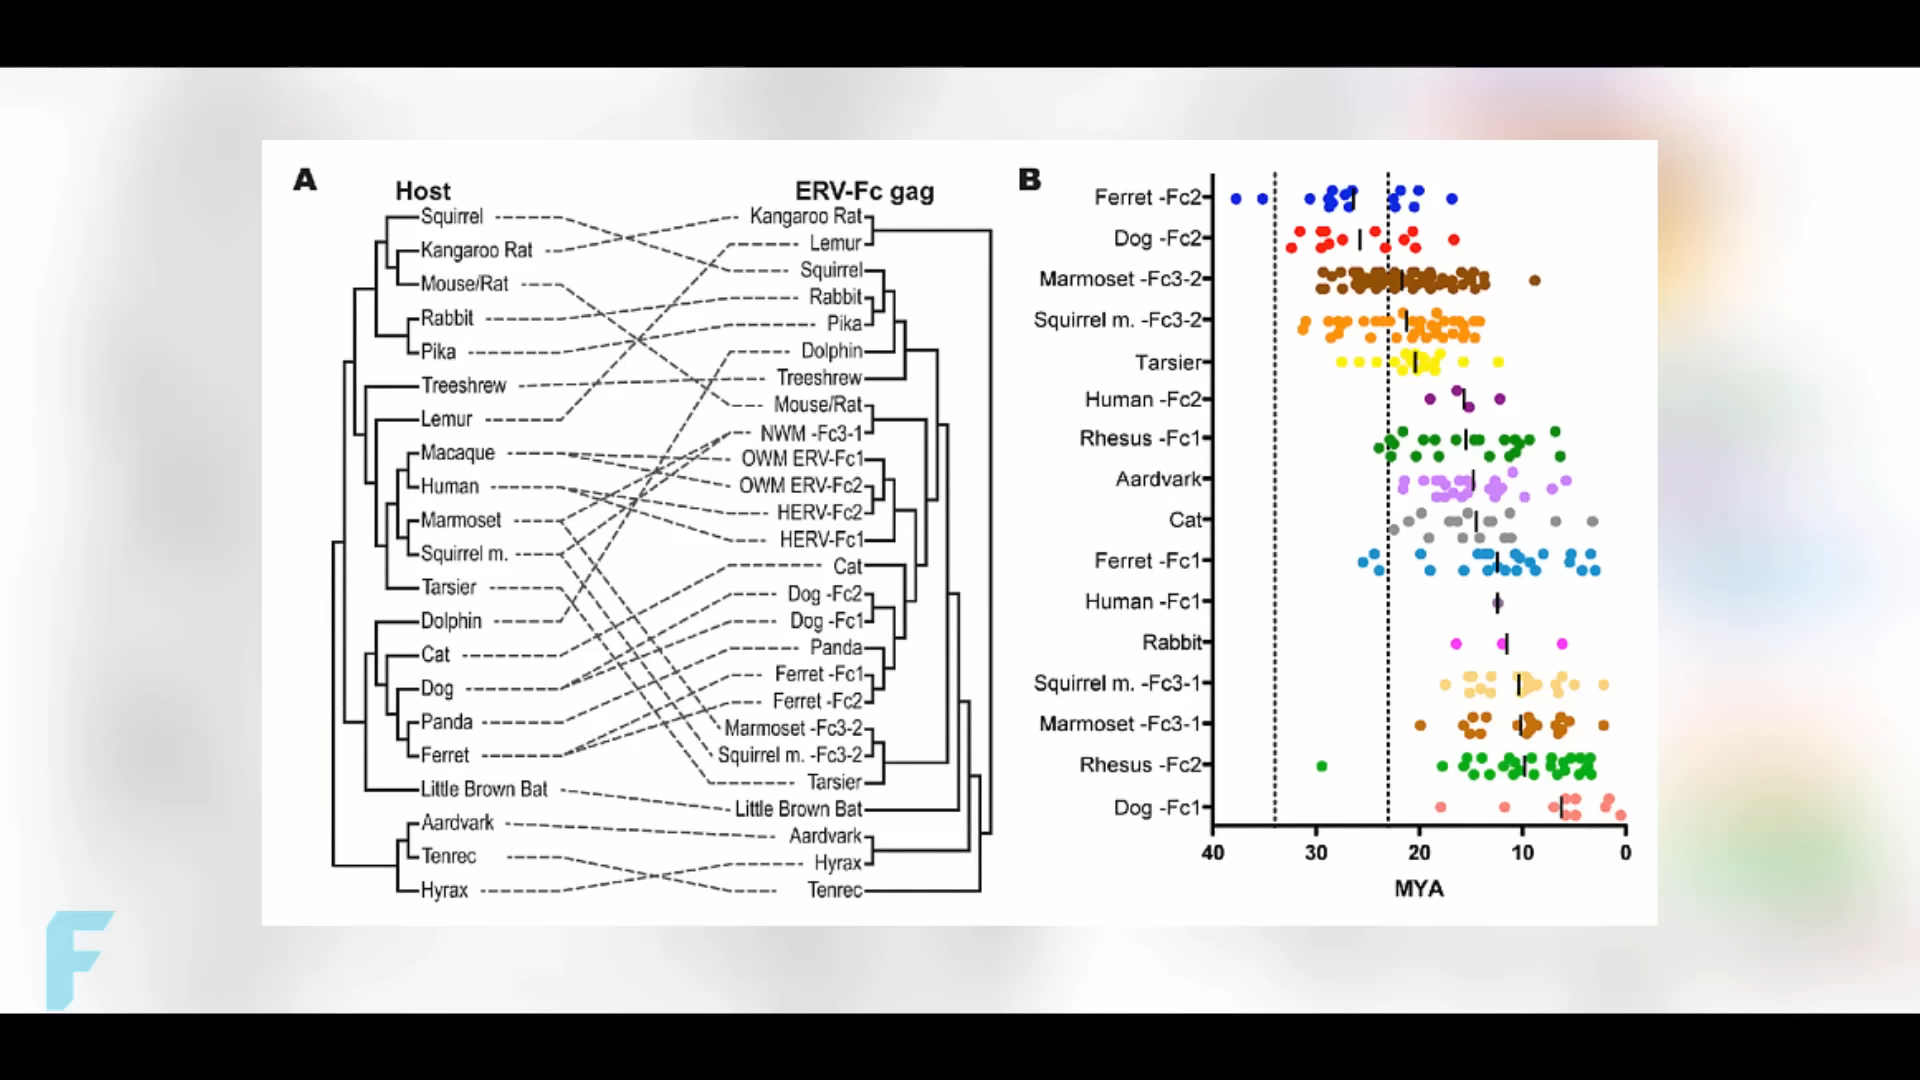 A
Host
ERV-Fc gag
Squirrel
Kangaroo Rat
Mouse/Rat
Rabbit
Pika
Treeshrew
Lemur
Macaque
Human
Marmoset
Squirrel m.
Tarsier
Dolphin
Cat
Dog
Panda
Ferret
Little Brown Bat
Aardvark
Tenrec
Hyrax
Kangaroo Rat
Lemur
Squirrel
Rabbit
Pika
Dolphin
Treeshrew
Mouse/Rat
NWM -Fc3-1
OWM ERV-Fc1
OWM ERV-Fc2
HERV-Fc2
HERV-Fc1
Cat
Dog -Fc2
Dog -Fc1
Panda
Ferret -Fc1
Ferret -Fc2
Marmoset -Fc3-2
Squirrel m. -Fc3-2
Tarsier
Little Brown Bat
Aardvark
Hyrax
Tenrec
B
Ferret -Fc2
Dog -Fc2
Marmoset -Fc3-2
Squirrel m. -Fc3-2
Tarsier
Human -Fc2
Rhesus -Fc1
Aardvark
Cat
Ferret -Fc1
Human -Fc1
Rabbit
Squirrel m. -Fc3-1
Marmoset -Fc3-1
Rhesus -Fc2
Dog -Fc1
40 30 20 10 0
MYA
F